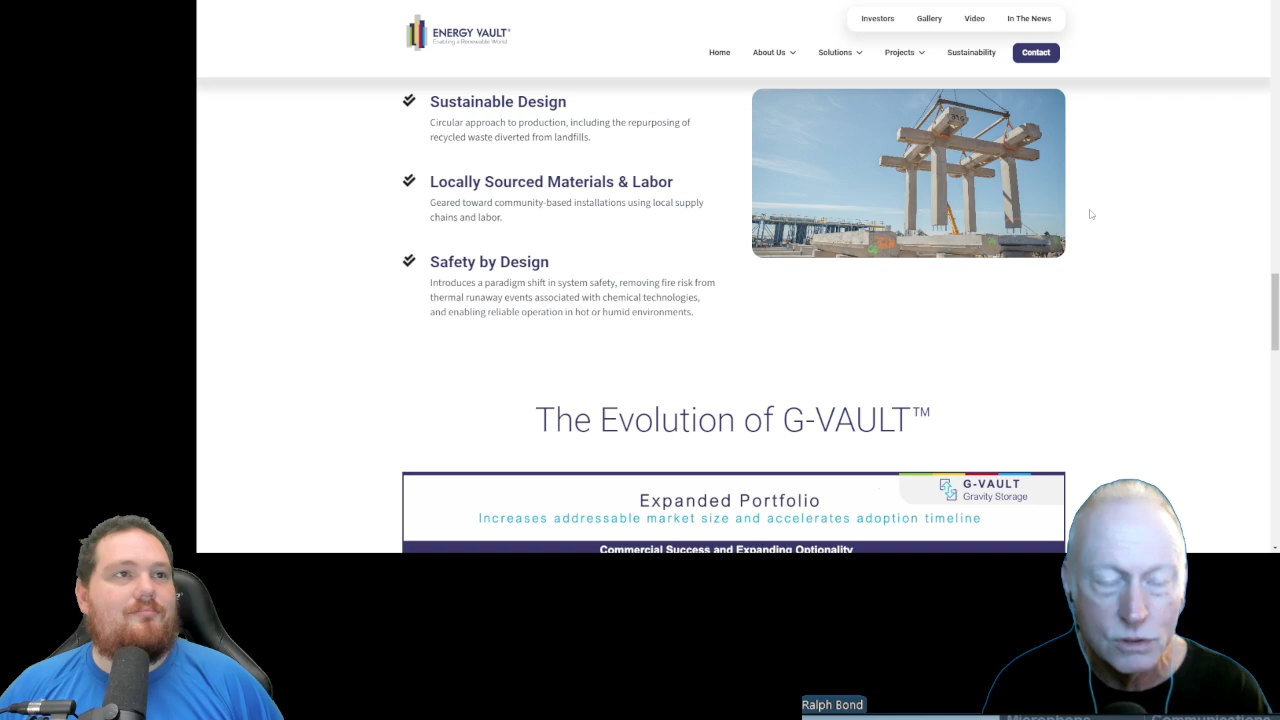 Investors Gallery Video In The News
ENERGY VAULT®
Enabling a Renewable World
Home About Us Solutions Projects Sustainability Contact
Sustainable Design
Circular approach to production, including the repurposing of
recycled waste diverted from landfills.
Locally Sourced Materials & Labor
Geared toward community-based installations using local supply
chains and labor.
Safety by Design
Introduces a paradigm shift in system safety, removing fire risk from
thermal runaway events associated with chemical technologies,
and enabling reliable operation in hot or humid environments.
The Evolution of G-VAULT™
G-VAULT
Gravity Storage
Expanded Portfolio
Increases addressable market size and accelerates adoption timeline
Commercial Success and Expanding Optionality
Ralph Bond